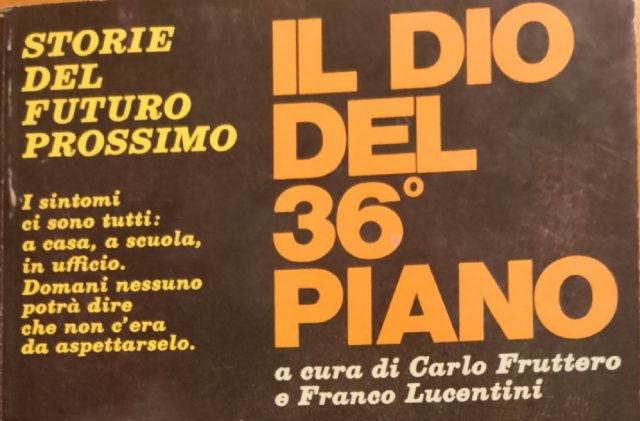 STORIE
DEL
FUTURO
PROSSIMO
I sintomi
ci sono tutti:
a casa, a scuola,
in ufficio.
Domani nessuno
potrà dire
che non c'era
da aspettarselo.
IL DIO
DEL
36°
PIANO
a cura di Carlo Fruttero
e Franco Lucentini